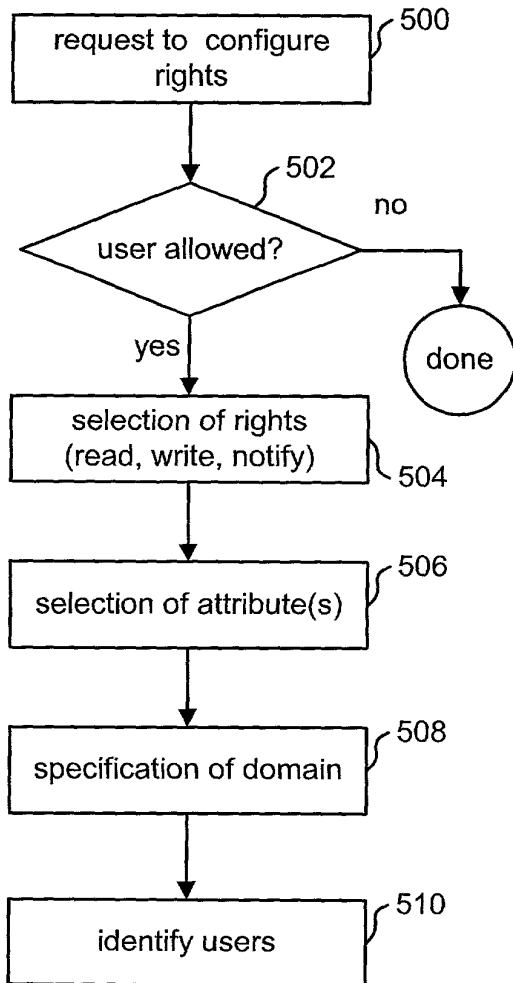 request to configure
rights
500
502
user allowed?
no
done
yes
selection of rights
(read, write, notify)
504
506
selection of attribute(s)
508
specification of domain
510
identify users